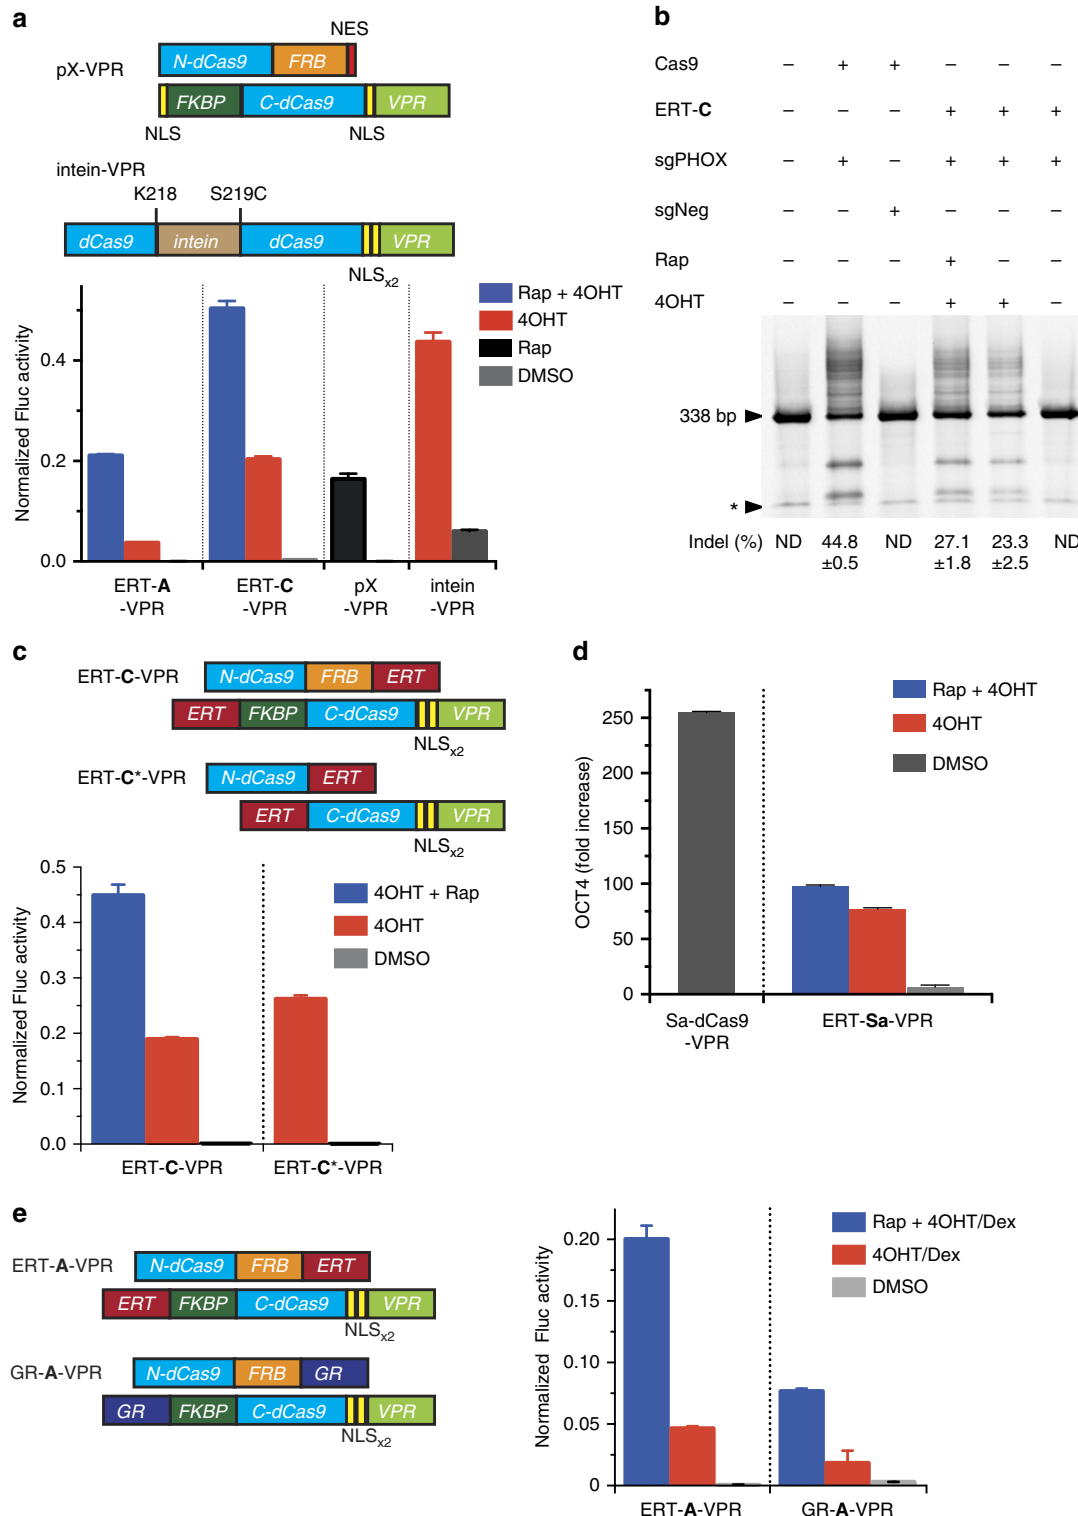 a
NES
pX-VPR
N-dCas9 FRB
FKBP C-dCas9 VPR
NLS NLS
intein-VPR
K218 S219C
dCas9 intein dCas9 VPR
NLSx2
Normalized Fluc activity
0.4
0.2
0.0
Rap + 4OHT
4OHT
Rap
DMSO
ERT-A
-VPR
ERT-C
-VPR
pX
-VPR
intein
-VPR
b
Cas9 – + + – – –
ERT-C – – – + + +
sgPHOX – + – + + +
sgNeg – – + – – –
Rap – – – + – –
4OHT – – – + + –
338 bp
*
Indel (%) ND 44.8 ND 27.1 23.3 ND
±0.5 ±1.8 ±2.5
c
ERT-C-VPR
N-dCas9 FRB ERT
ERT FKBP C-dCas9 VPR
NLSx2
ERT-C*-VPR
N-dCas9 ERT
ERT C-dCas9 VPR
NLSx2
Normalized Fluc activity
0.5
0.4
0.3
0.2
0.1
0.0
4OHT + Rap
4OHT
DMSO
ERT-C-VPR
ERT-C*-VPR
d
OCT4 (fold increase)
250
200
150
100
50
0
Rap + 4OHT
4OHT
DMSO
Sa-dCas9
-VPR
ERT-Sa-VPR
e
ERT-A-VPR
N-dCas9 FRB ERT
ERT FKBP C-dCas9 VPR
NLSx2
GR-A-VPR
N-dCas9 FRB GR
GR FKBP C-dCas9 VPR
NLSx2
Normalized Fluc activity
0.20
0.15
0.10
0.05
0
Rap + 4OHT/Dex
4OHT/Dex
DMSO
ERT-A-VPR
GR-A-VPR